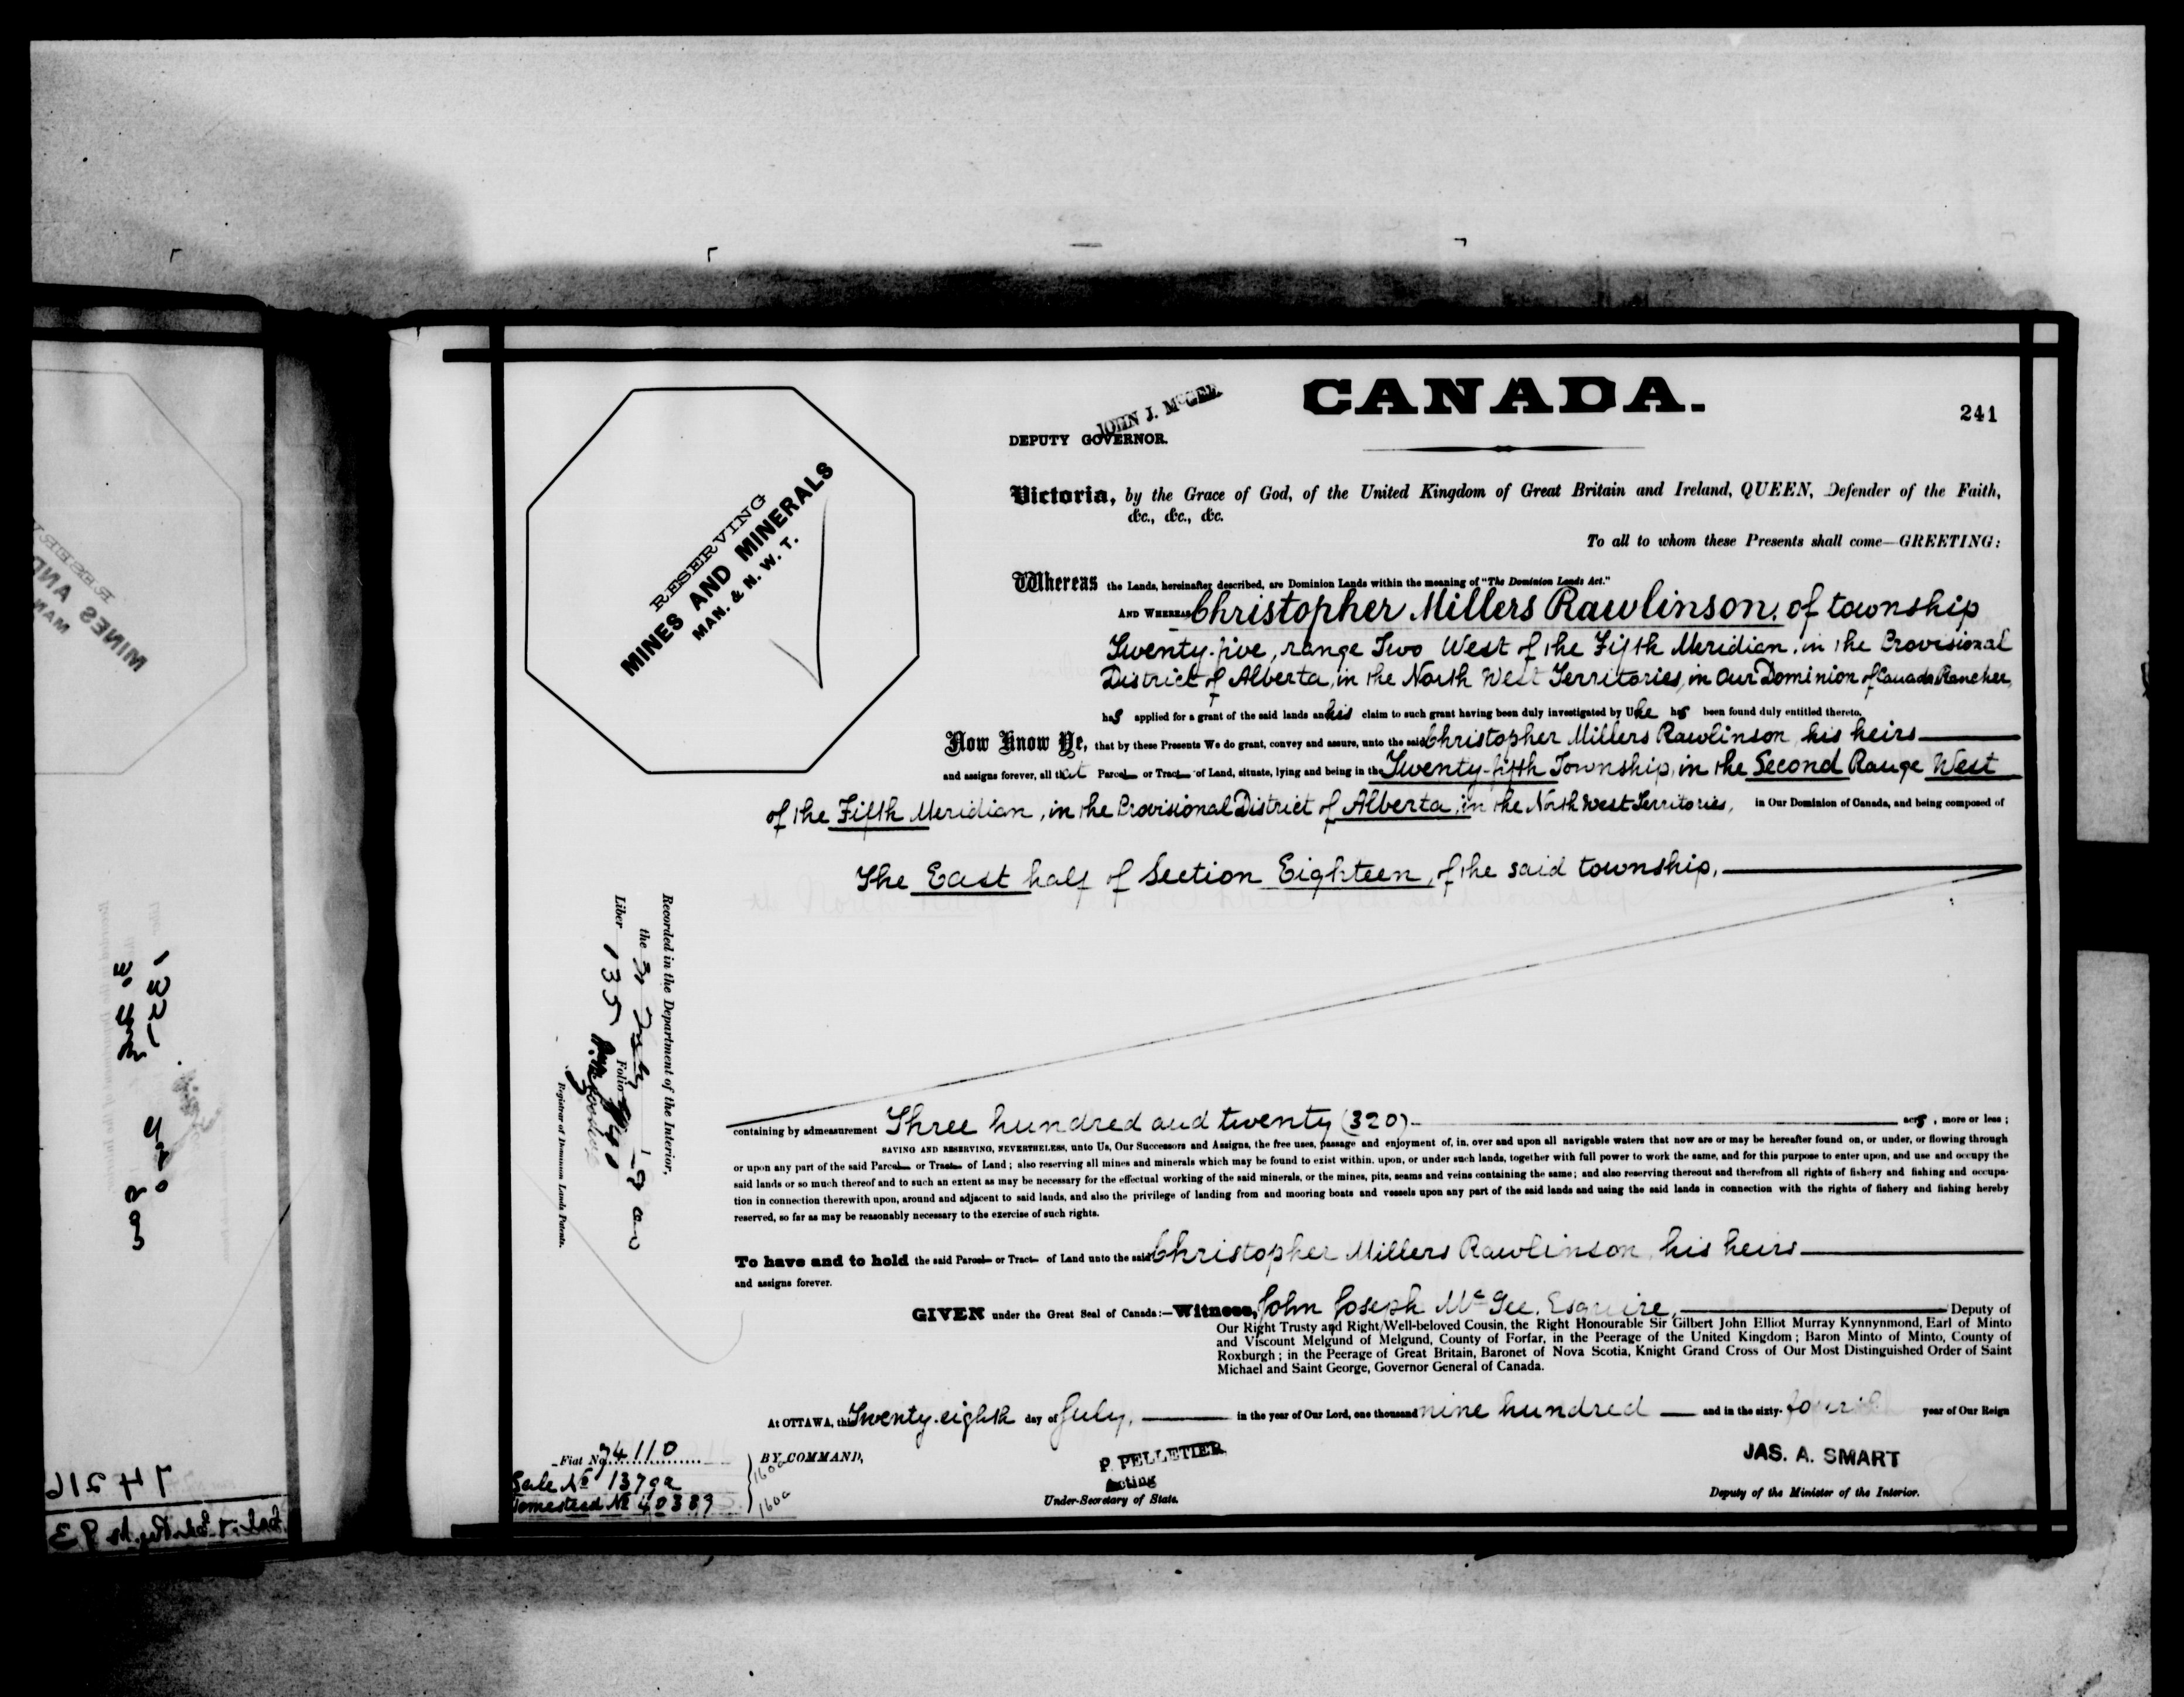 CANADA.
241
JOHN J. McGEE
DEPUTY GOVERNOR.
RESERVING
MINES AND MINERALS
MAN. & N. W. T.
Victoria, by the Grace of God, of the United Kingdom of Great Britain and Ireland, QUEEN, Defender of the Faith,
&c., &c., &c.
To all to whom these Presents shall come—GREETING:
Whereas the Lands, hereinafter described, are Dominion Lands within the meaning of "The Dominion Lands Act."
AND WHEREAS Christopher Millers Rawlinson, of township
Twenty-five, range Two West of the Fifth Meridian, in the Provisional
District of Alberta, in the North West Territories, in Our Dominion of Canada Rancher,
has applied for a grant of the said lands and his claim to such grant having been duly investigated by Us he has been found duly entitled thereto.
Now Know Ye, that by these Presents We do grant, convey and assure, unto the said Christopher Millers Rawlinson, his heirs
and assigns forever, all that Parcel or Tract of Land, situate, lying and being in the Twenty-fifth Township, in the Second Range West
of the Fifth Meridian, in the Provisional District of Alberta, in the North West Territories, in Our Dominion of Canada, and being composed of
The East half of Section Eighteen, of the said township,
Recorded in the Department of the Interior,
the 31 July 19
Liber 135 Folio
Registrar of Dominion Lands Patents.
containing by admeasurement Three hundred and twenty (320) acrs, more or less;
SAVING AND RESERVING, NEVERTHELESS, unto Us, Our Successors and Assigns, the free uses, passage and enjoyment of, in, over and upon all navigable waters that now are or may be hereafter found on, or under, or flowing through
or upon any part of the said Parcel or Tract of Land; also reserving all mines and minerals which may be found to exist within, upon, or under such lands, together with full power to work the same, and for this purpose to enter upon, and use and occupy the
said lands or so much thereof and to such an extent as may be necessary for the effectual working of the said minerals, or the mines, pits, seams and veins containing the same; and also reserving thereout and therefrom all rights of fishery and fishing and occupa-
tion in connection therewith upon, around and adjacent to said lands, and also the privilege of landing from and mooring boats and vessels upon any part of the said lands and using the said lands in connection with the rights of fishery and fishing hereby
reserved, so far as may be reasonably necessary to the exercise of such rights.
To have and to hold the said Parcel or Tract of Land unto the said Christopher Millers Rawlinson, his heirs
and assigns forever.
GIVEN under the Great Seal of Canada:—Witness, John Joseph McGee, Esquire, Deputy of
Our Right Trusty and Right Well-beloved Cousin, the Right Honourable Sir Gilbert John Elliot Murray Kynnynmond, Earl of Minto
and Viscount Melgund of Melgund, County of Forfar, in the Peerage of the United Kingdom; Baron Minto of Minto, County of
Roxburgh; in the Peerage of Great Britain, Baronet of Nova Scotia, Knight Grand Cross of Our Most Distinguished Order of Saint
Michael and Saint George, Governor General of Canada.
At OTTAWA, this Twenty-eighth day of July, in the year of Our Lord, one thousand nine hundred and in the sixty-fourth year of Our Reign
Fiat No. 74110
Sale No 13792
Homestead No 40389
160a
160a
BY COMMAND,
P. PELLETIER
Acting
Under-Secretary of State.
JAS. A. SMART
Deputy of the Minister of the Interior.